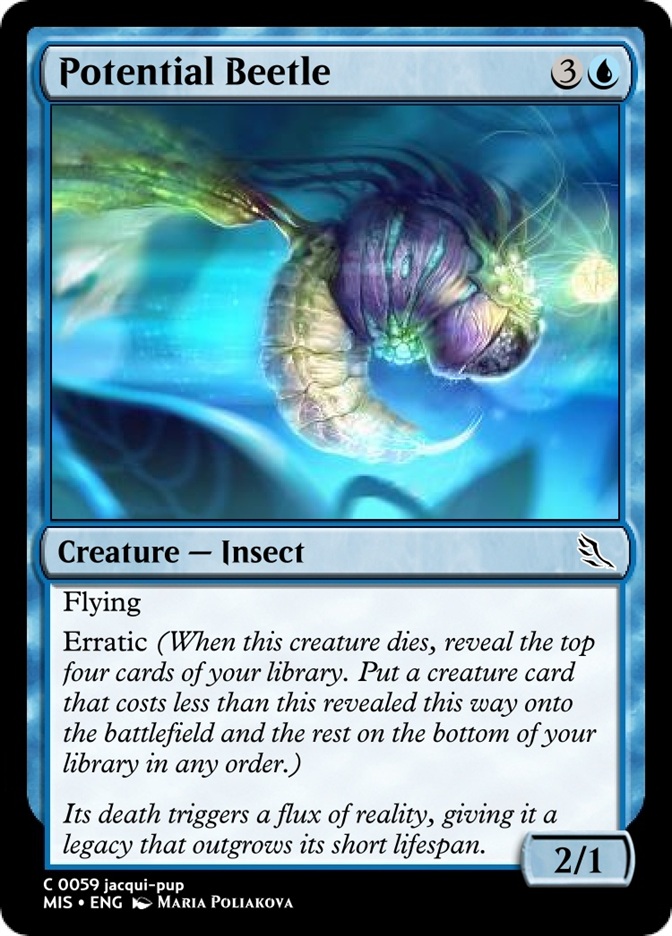 Potential Beetle 3
Creature — Insect
Flying
Erratic (When this creature dies, reveal the top
four cards of your library. Put a creature card
that costs less than this revealed this way onto
the battlefield and the rest on the bottom of your
library in any order.)
Its death triggers a flux of reality, giving it a
legacy that outgrows its short lifespan.
2/1
C 0059 jacqui-pup
MIS • ENG Maria Poliakova